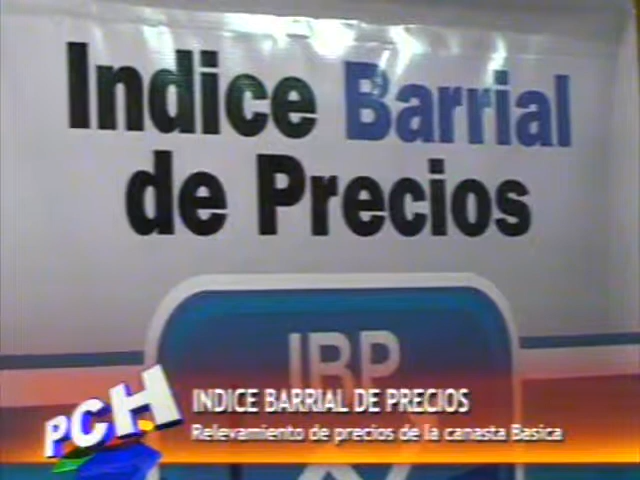 Indice Barrial
de Precios
IBP
PCH
INDICE BARRIAL DE PRECIOS
Relevamiento de precios de la canasta Basica